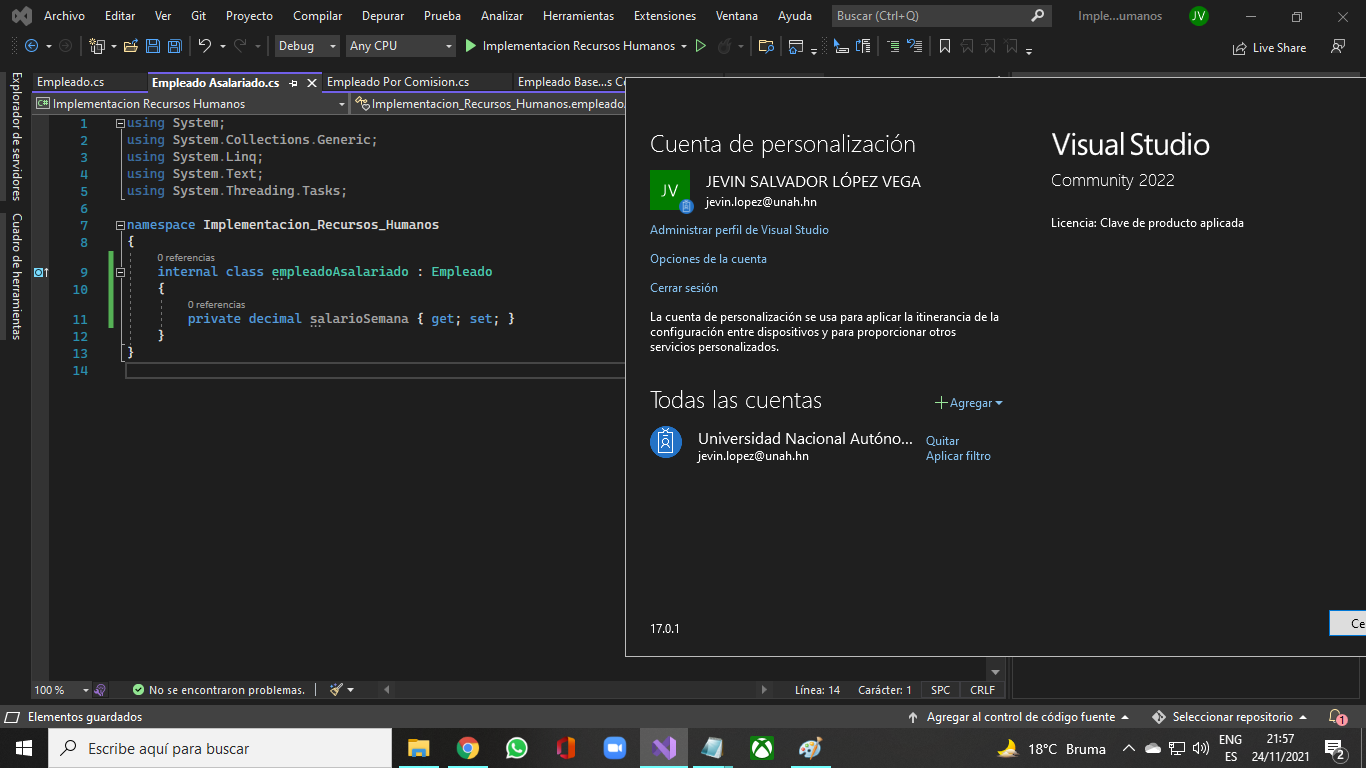 Archivo Editar Ver Git Proyecto Compilar Depurar Prueba Analizar Herramientas Extensiones Ventana Ayuda Buscar (Ctrl+Q) Imple...umanos JV
Debug Any CPU Implementacion Recursos Humanos Live Share
Explorador de servidores
Cuadro de herramientas
Empleado.cs Empleado Asalariado.cs Empleado Por Comision.cs Empleado Base...s C
Implementacion Recursos Humanos Implementacion_Recursos_Humanos.empleado
1 using System;
2 using System.Collections.Generic;
3 using System.Linq;
4 using System.Text;
5 using System.Threading.Tasks;
6
7 namespace Implementacion_Recursos_Humanos
8 {
0 referencias
9 internal class empleadoAsalariado : Empleado
10 {
0 referencias
11 private decimal salarioSemana { get; set; }
12 }
13 }
14
Cuenta de personalización
JV
JEVIN SALVADOR LÓPEZ VEGA
jevin.lopez@unah.hn
Administrar perfil de Visual Studio
Opciones de la cuenta
Cerrar sesión
La cuenta de personalización se usa para aplicar la itinerancia de la
configuración entre dispositivos y para proporcionar otros
servicios personalizados.
Todas las cuentas
Agregar
Universidad Nacional Autóno...
jevin.lopez@unah.hn
Quitar
Aplicar filtro
17.0.1
Visual Studio
Community 2022
Licencia: Clave de producto aplicada
Ce
100 % No se encontraron problemas. Línea: 14 Carácter: 1 SPC CRLF
Elementos guardados Agregar al control de código fuente Seleccionar repositorio 1
Escribe aquí para buscar
18°C Bruma
ENG
ES
21:57
24/11/2021
2